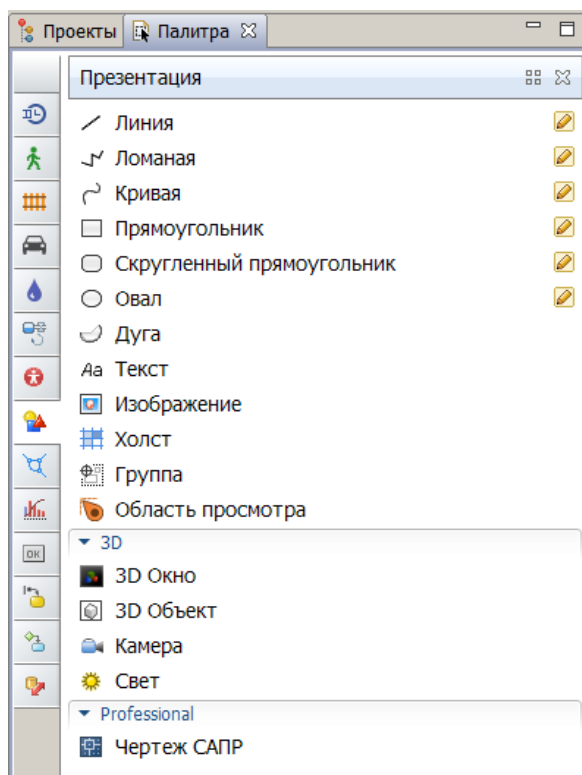 Проекты Палитра
Презентация
Линия
Ломаная
Кривая
Прямоугольник
Скругленный прямоугольник
Овал
Дуга
Aa Текст
Изображение
Холст
Группа
Область просмотра
3D
3D Окно
OK
3D Объект
Камера
Свет
Professional
Чертеж САПР